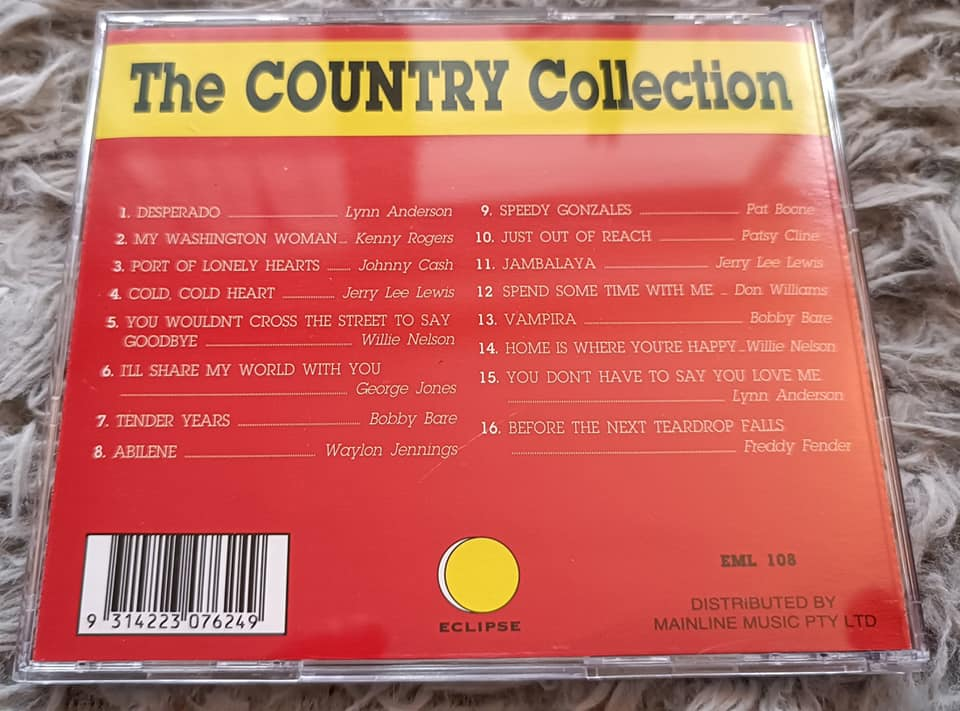 The COUNTRY Collection
1. DESPERADO Lynn Anderson
2. MY WASHINGTON WOMAN Kenny Rogers
3. PORT OF LONELY HEARTS Johnny Cash
4. COLD, COLD HEART Jerry Lee Lewis
5. YOU WOULDN'T CROSS THE STREET TO SAY
GOODBYE Willie Nelson
6. I'LL SHARE MY WORLD WITH YOU
George Jones
7. TENDER YEARS Bobby Bare
8. ABILENE Waylon Jennings
9. SPEEDY GONZALES Pat Boone
10. JUST OUT OF REACH Patsy Cline
11. JAMBALAYA Jerry Lee Lewis
12 SPEND SOME TIME WITH ME Don Williams
13. VAMPIRA Bobby Bare
14. HOME IS WHERE YOU'RE HAPPY Willie Nelson
15. YOU DON'T HAVE TO SAY YOU LOVE ME
Lynn Anderson
16. BEFORE THE NEXT TEARDROP FALLS
Freddy Fender
9 314223 076249
ECLIPSE
EML 108
DISTRIBUTED BY
MAINLINE MUSIC PTY LTD